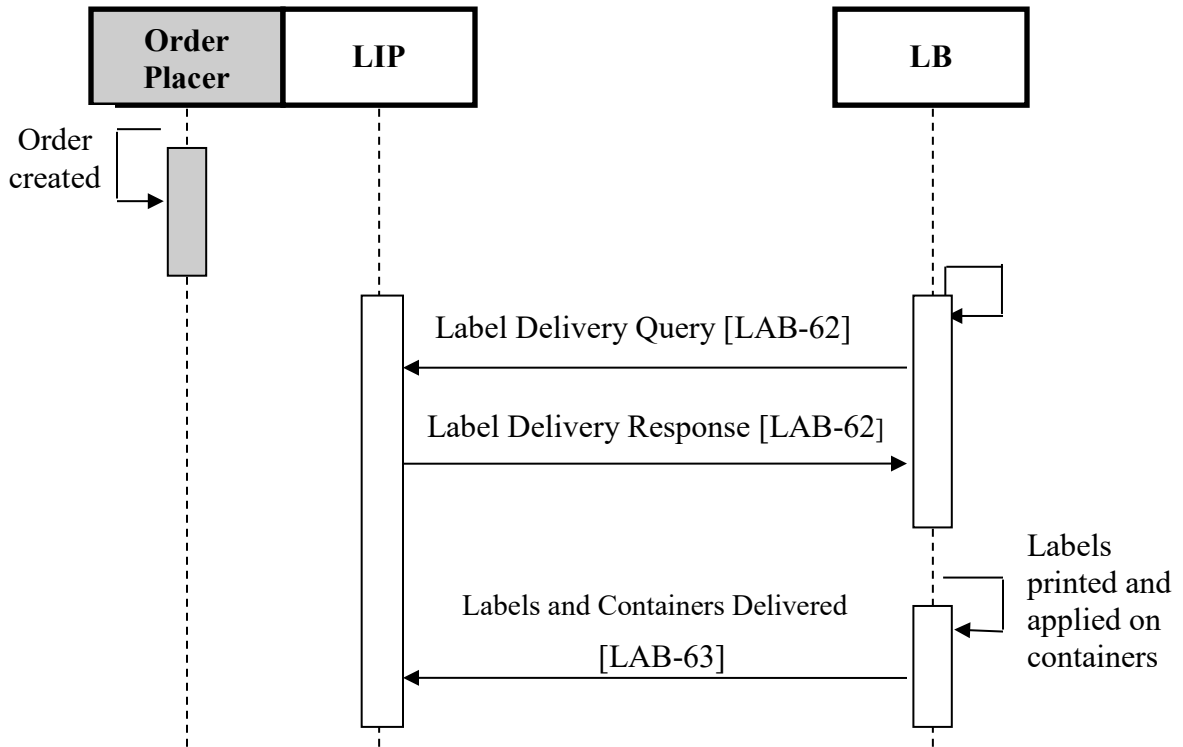 Order
Placer
LIP
LB
Order
created
Label Delivery Query [LAB-62]
Label Delivery Response [LAB-62]
Labels
printed and
applied on
containers
Labels and Containers Delivered
[LAB-63]